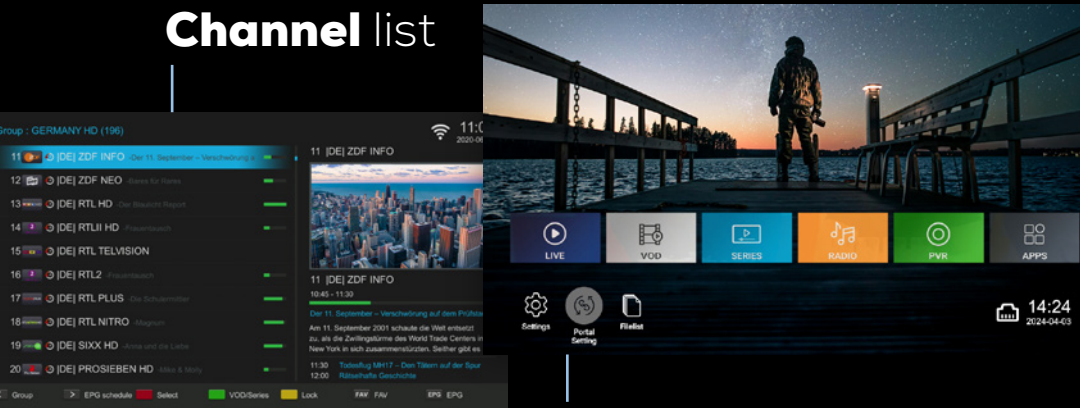 Channel list
Group : GERMANY HD (196)
11 |DE| ZDF INFO -Der 11. September – Verschwörung a
12 |DE| ZDF NEO -Bares für Rares
13 |DE| RTL HD -Der Blaulicht Report
14 |DE| RTLII HD -Frauentausch
15 |DE| RTL TELVISION
16 |DE| RTL2 -Frauentausch
17 |DE| RTL PLUS -Die Schulermittler
18 |DE| RTL NITRO -Magnum
19 |DE| SIXX HD -Anna und die Liebe
20 |DE| PROSIEBEN HD -Mike & Molly
11 |DE| ZDF INFO
11 |DE| ZDF INFO
10:45 - 11:30
Der 11. September – Verschwörung auf dem Prüfsta
Am 11. September 2001 schaute die Welt entsetzt
zu, als die Zwillingstürme des World Trade Centers in
New York in sich zusammenstürzten. Seither gibt es
11:30 Todesflug MH17 – Den Tätern auf der Spur
12:00 Rätselhafte Geschichte
Group
> EPG schedule
Select
VOD/Series
Lock
FAV FAV
EPG EPG
LIVE
VOD
SERIES
RADIO
PVR
APPS
Settings
Portal
Setting
Filelist
14:24
2024-04-03